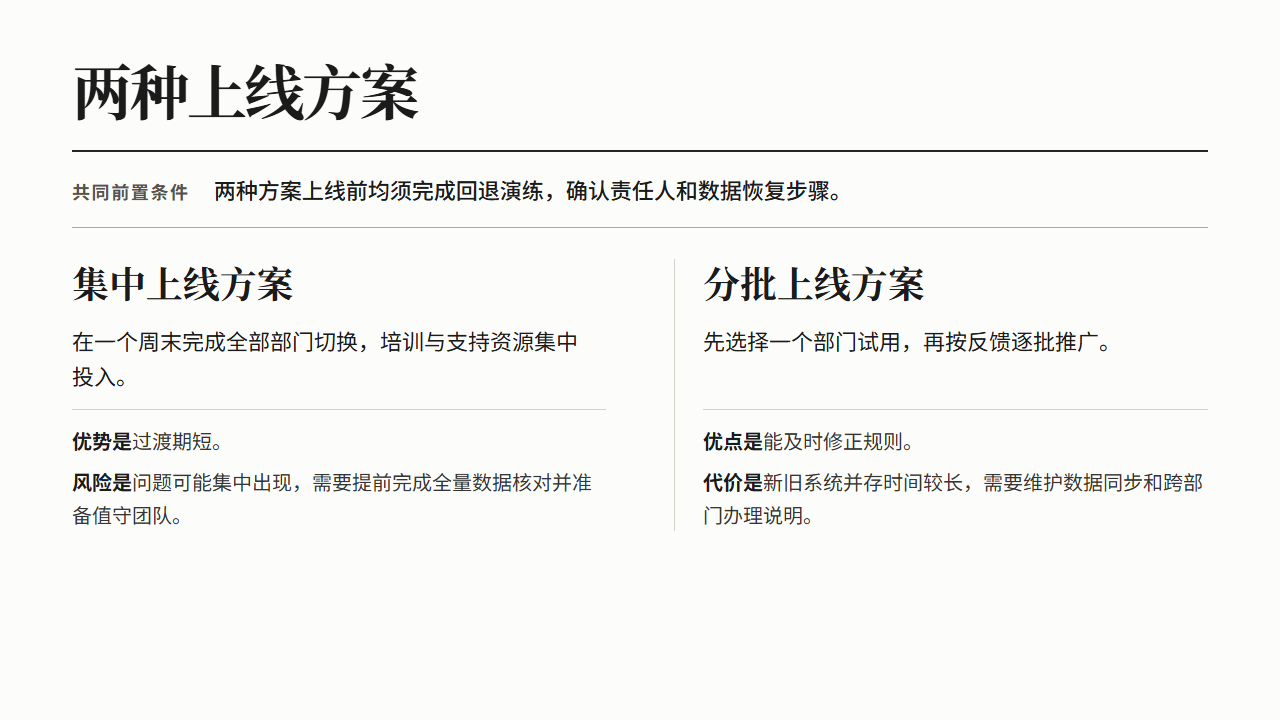 两种上线方案
共同前置条件 两种方案上线前均须完成回退演练，确认责任人和数据恢复步骤。
集中上线方案
在一个周末完成全部部门切换，培训与支持资源集中
投入。
优势是过渡期短。
风险是问题可能集中出现，需要提前完成全量数据核对并准
备值守团队。
分批上线方案
先选择一个部门试用，再按反馈逐批推广。
优点是能及时修正规则。
代价是新旧系统并存时间较长，需要维护数据同步和跨部
门办理说明。